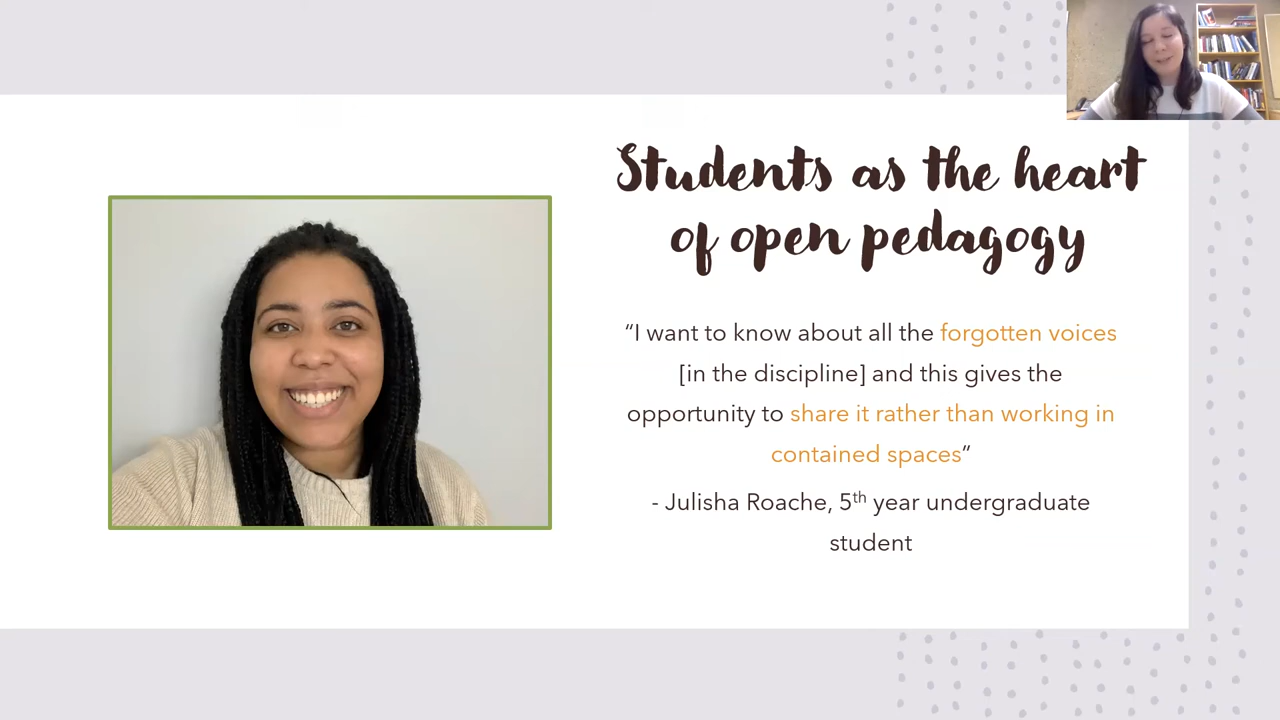 Students as the heart
of open pedagogy
“I want to know about all the forgotten voices
[in the discipline] and this gives the
opportunity to share it rather than working in
contained spaces”
- Julisha Roache, 5th year undergraduate
student